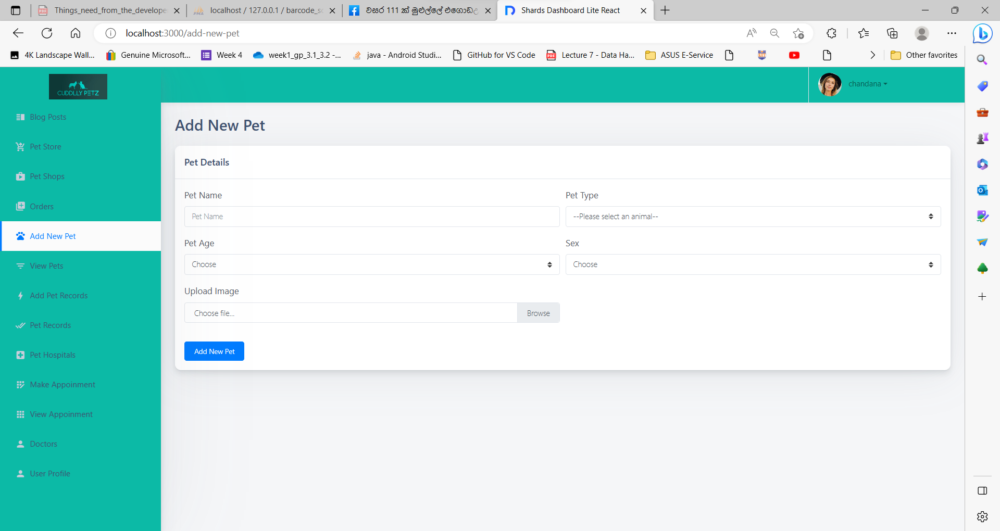 Things_need_from_the_develope
localhost / 127.0.0.1 / barcode_sc
වසර 111 ක් මුළුල්ලේ එගොඩ
Shards Dashboard Lite React
localhost:3000/add-new-pet
4K Landscape Wall...
Genuine Microsoft...
Week 4
week1_gp_3.1_3.2 -...
java - Android Studi...
GitHub for VS Code
Lecture 7 - Data Ha...
ASUS E-Service
Other favorites
CUDDLLY PETZ
chandana
Blog Posts
Pet Store
Pet Shops
Orders
Add New Pet
View Pets
Add Pet Records
Pet Records
Pet Hospitals
Make Appoinment
View Appoinment
Doctors
User Profile
Add New Pet
Pet Details
Pet Name
Pet Type
Pet Name
--Please select an animal--
Pet Age
Sex
Choose
Choose
Upload Image
Choose file...
Browse
Add New Pet